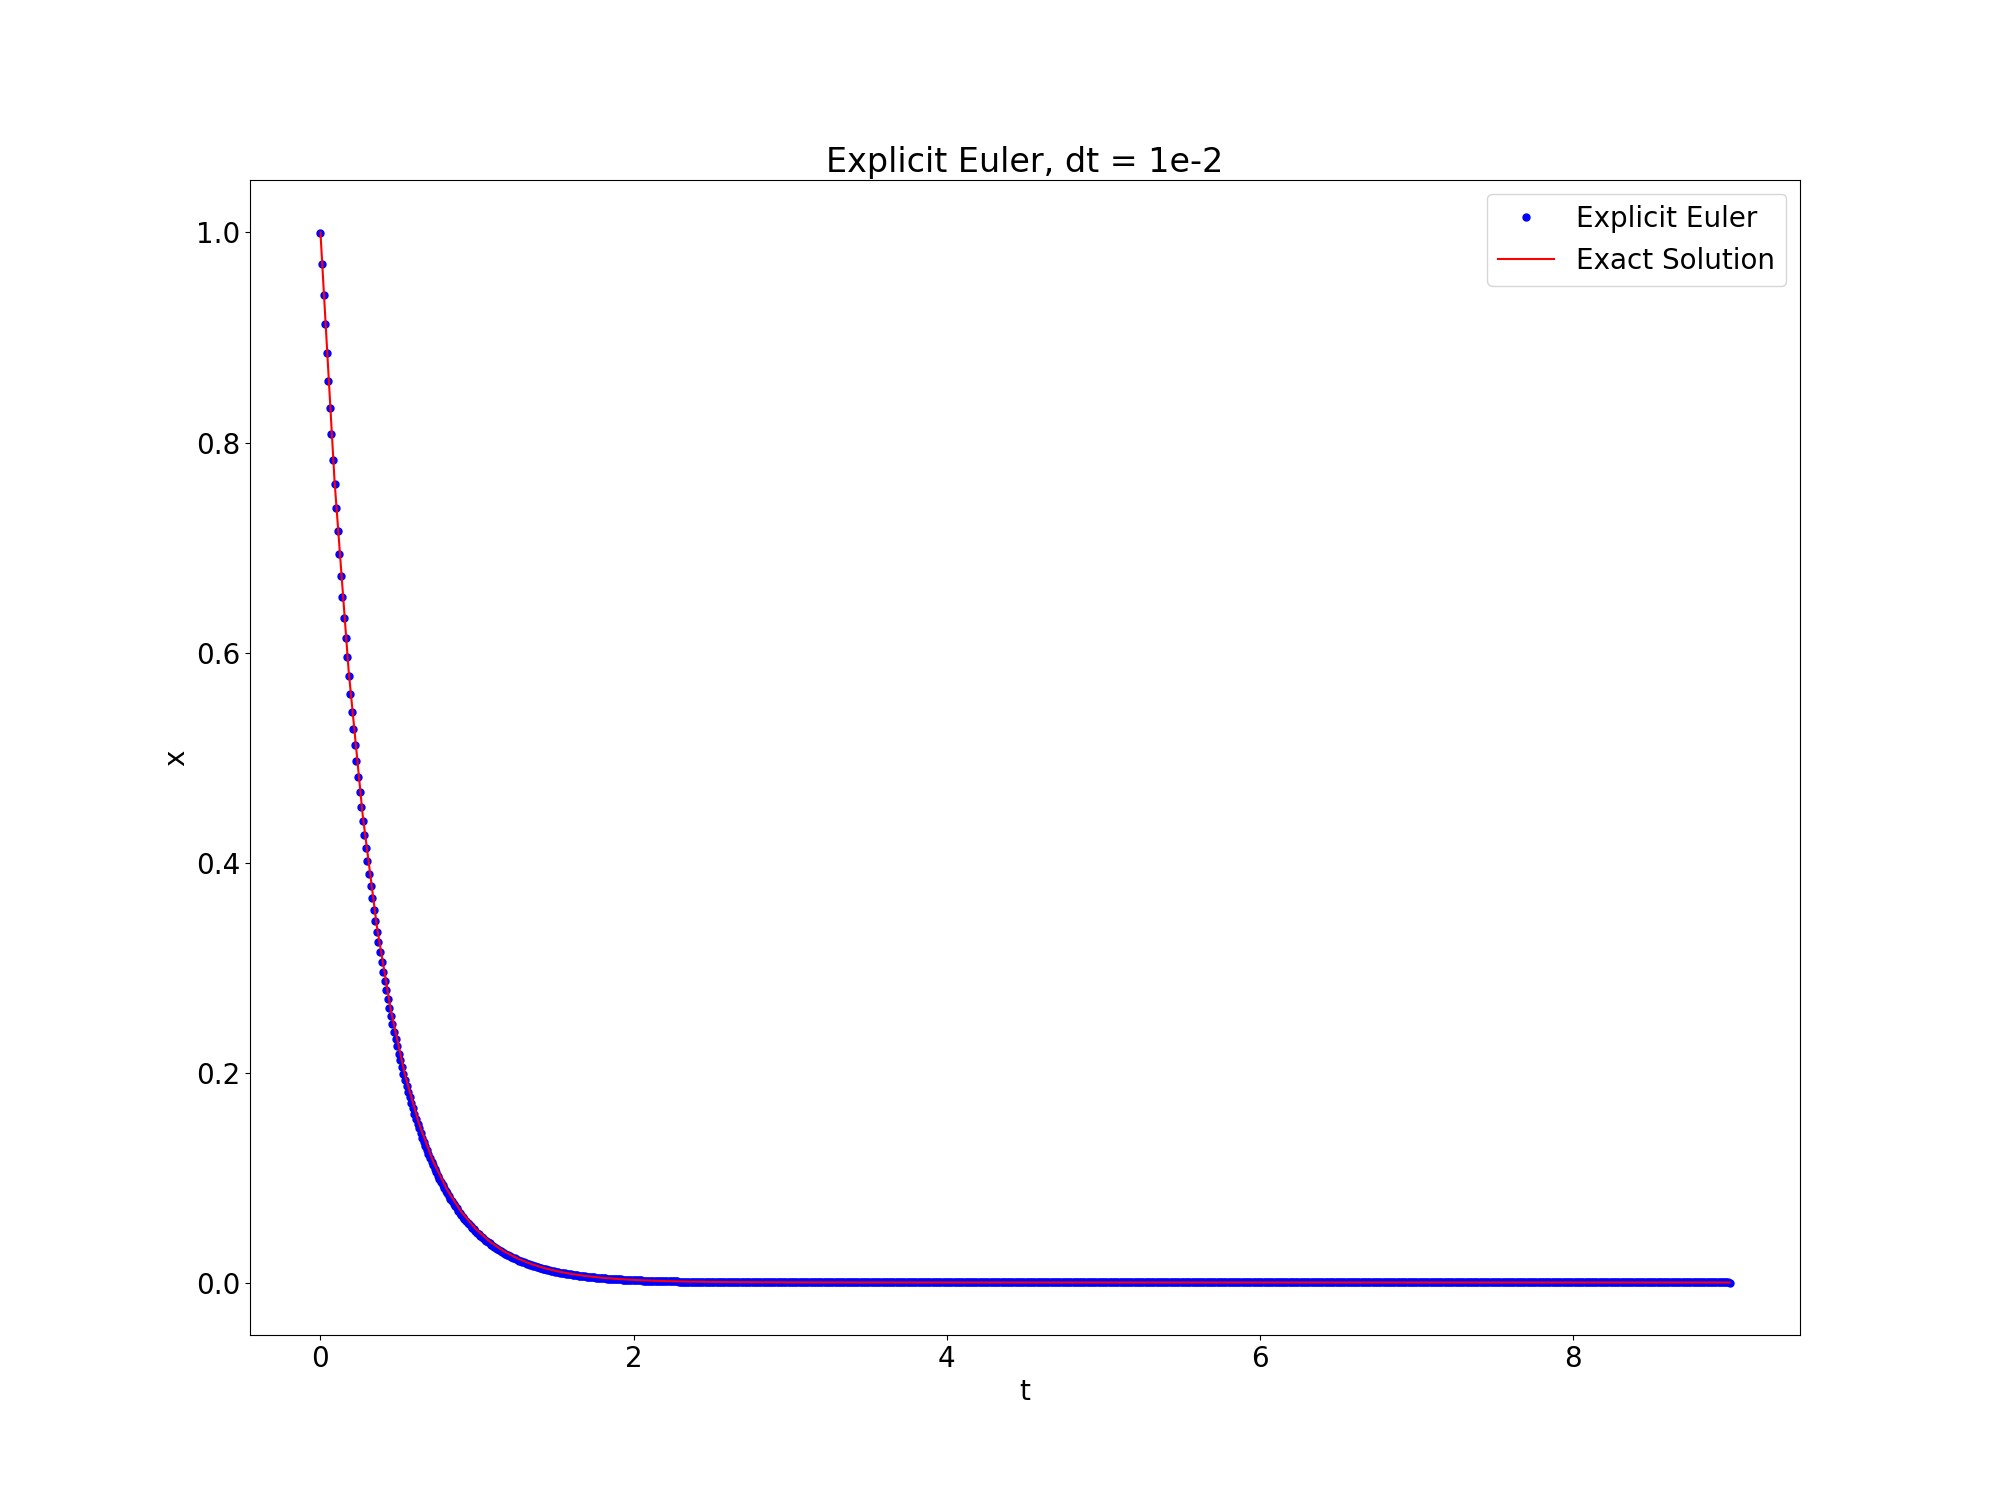 Explicit Euler, dt = 1e-2
Explicit Euler
Exact Solution
1.0
0.8
0.6
0.4
0.2
0.0
x
0 2 4 6 8
t